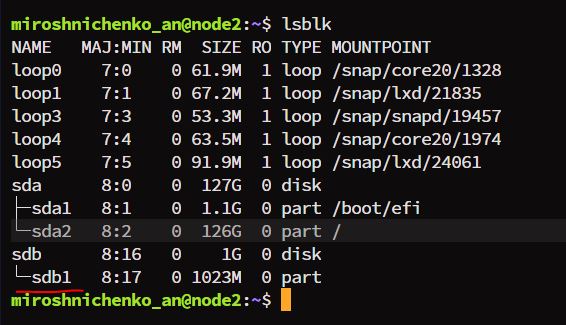 miroshnichenko_an@node2:~$ lsblk
NAME   MAJ:MIN RM  SIZE RO TYPE MOUNTPOINT
loop0    7:0    0 61.9M  1 loop /snap/core20/1328
loop1    7:1    0 67.2M  1 loop /snap/lxd/21835
loop3    7:3    0 53.3M  1 loop /snap/snapd/19457
loop4    7:4    0 63.5M  1 loop /snap/core20/1974
loop5    7:5    0 91.9M  1 loop /snap/lxd/24061
sda      8:0    0  127G  0 disk
├─sda1   8:1    0  1.1G  0 part /boot/efi
└─sda2   8:2    0  126G  0 part /
sdb      8:16   0    1G  0 disk
└─sdb1   8:17   0 1023M  0 part
miroshnichenko_an@node2:~$